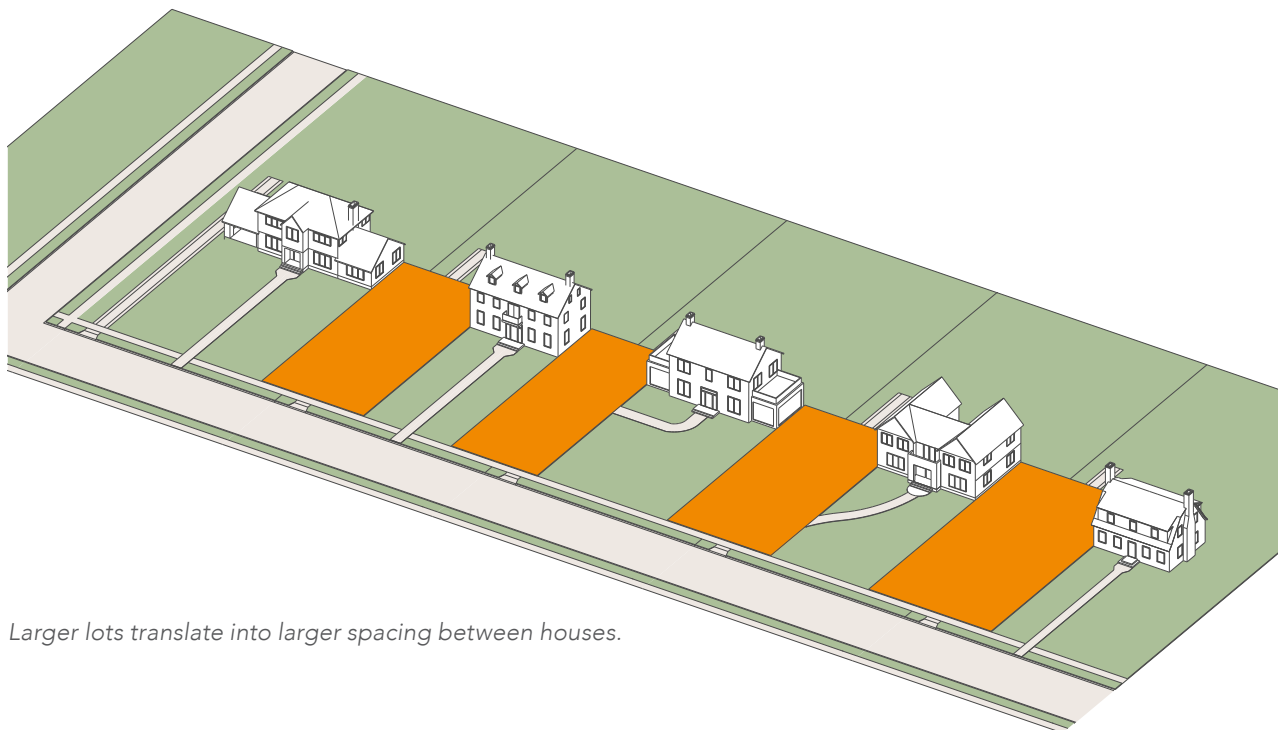 Larger lots translate into larger spacing between houses.